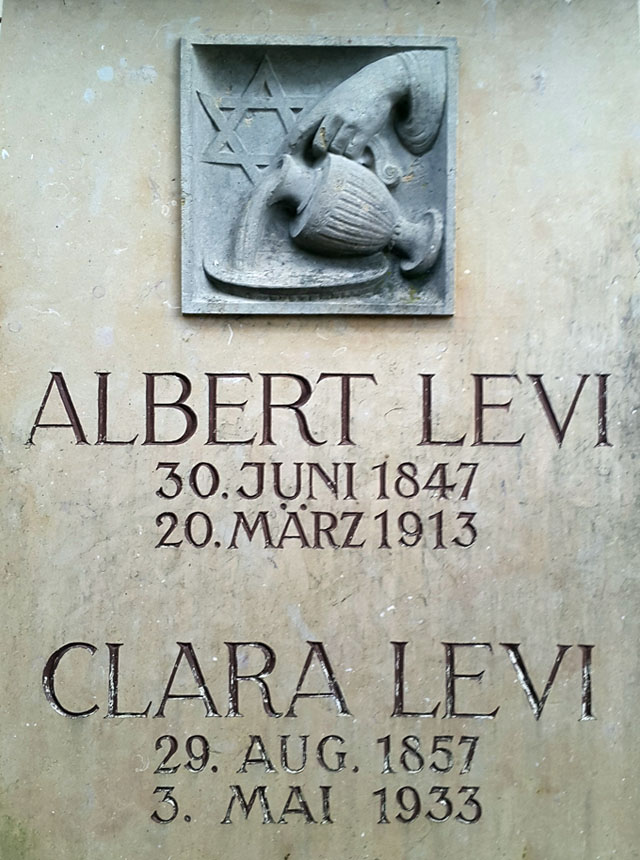 ALBERT LEVI
30. JUNI 1847
20. MÄRZ 1913
CLARA LEVI
29. AUG. 1857
3. MAI 1933